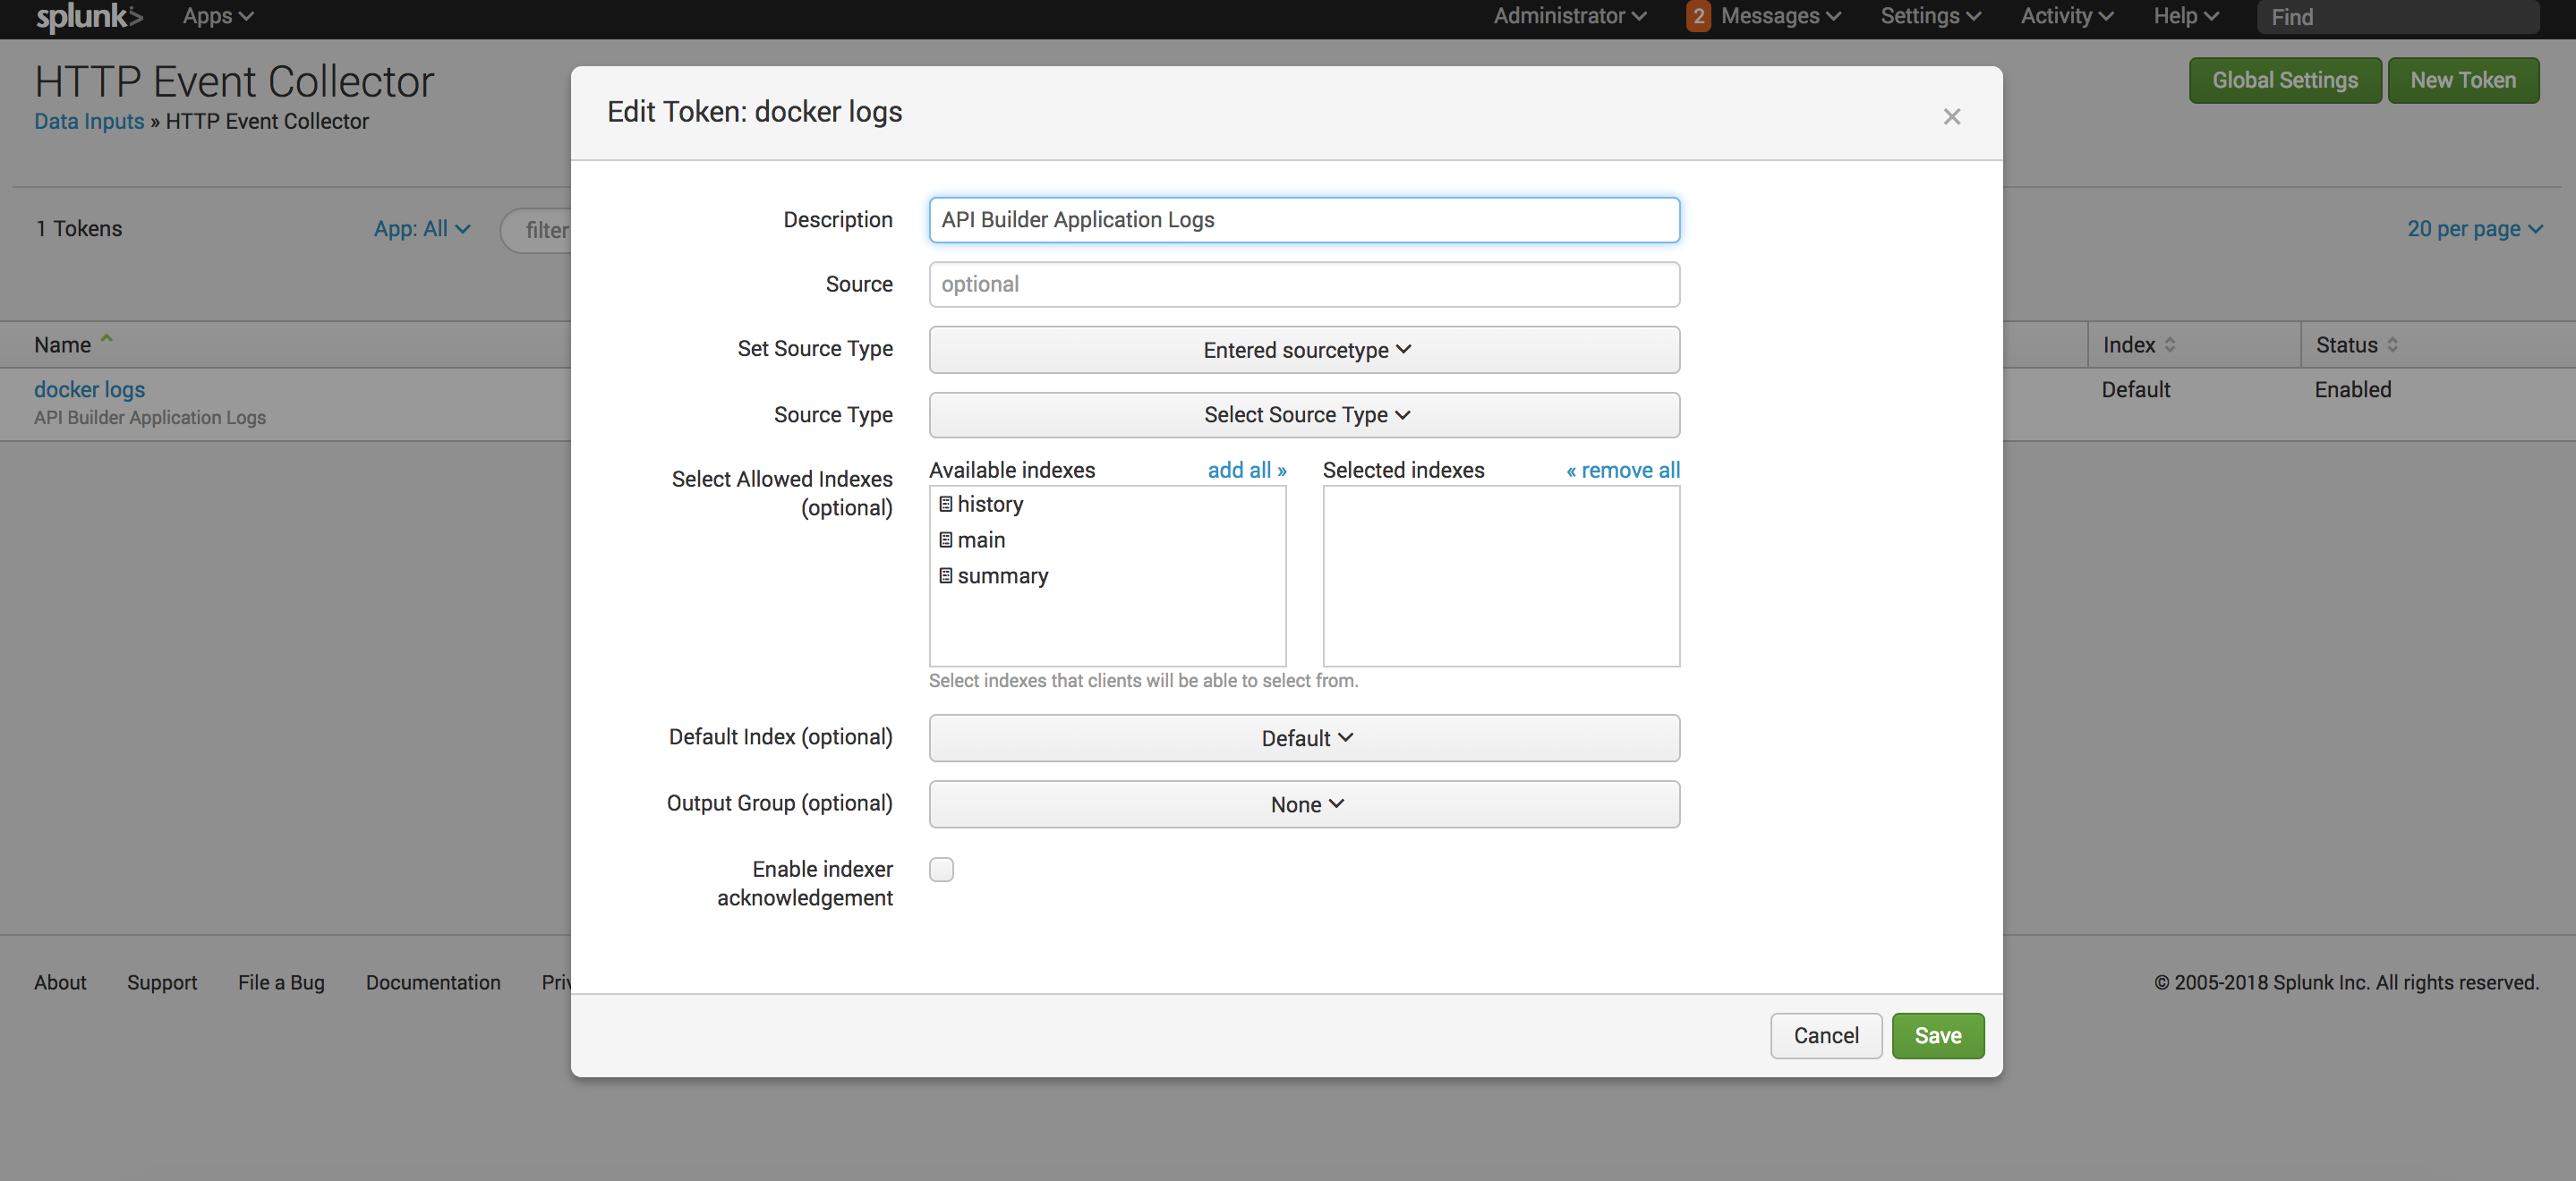 splunk> Apps Administrator 2 Messages Settings Activity Help Find
HTTP Event Collector
Data Inputs » HTTP Event Collector
Global Settings New Token
1 Tokens App: All filter 20 per page
Name Index Status
docker logs Default Enabled
API Builder Application Logs
Edit Token: docker logs
Description API Builder Application Logs
Source optional
Set Source Type Entered sourcetype
Source Type Select Source Type
Select Allowed Indexes
(optional)
Available indexes add all » Selected indexes « remove all
history
main
summary
Select indexes that clients will be able to select from.
Default Index (optional) Default
Output Group (optional) None
Enable indexer
acknowledgement
Cancel Save
About Support File a Bug Documentation © 2005-2018 Splunk Inc. All rights reserved.